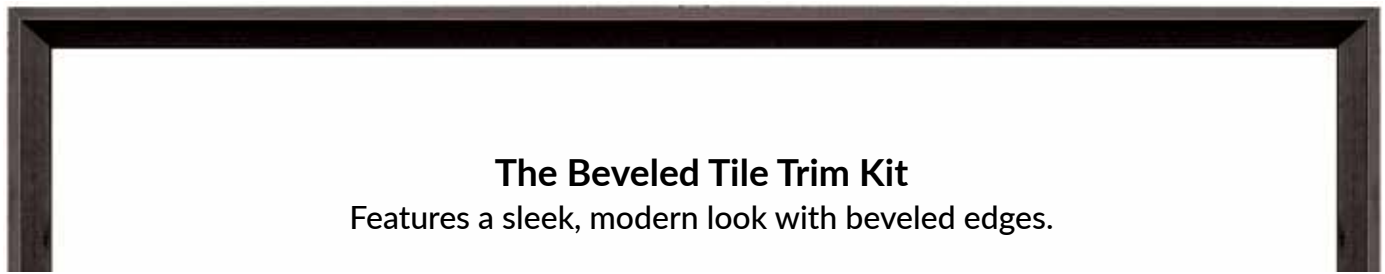 The Beveled Tile Trim Kit
Features a sleek, modern look with beveled edges.